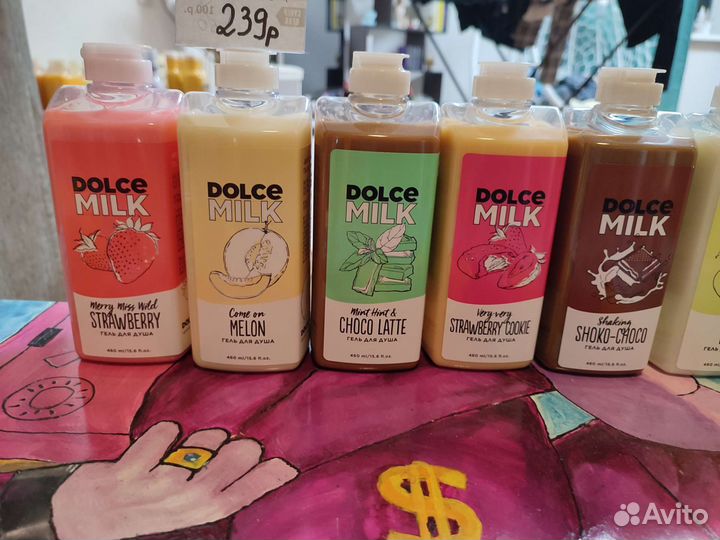 100 р.
239р
DOLCE
MILK
Merry Miss Wild
STRAWBERRY
ГЕЛЬ ДЛЯ ДУША
460 ml/15.6 fl.oz.
DOLCE
MILK
Come on
MELON
ГЕЛЬ ДЛЯ ДУША
460 ml/15.6 fl.oz.
DOLCE
MILK
Mint Hint &
CHOCO LATTE
ГЕЛЬ ДЛЯ ДУША
460 ml/15.6 fl.oz.
DOLCE
MILK
Very very
STRAWBERRY COOKIE
ГЕЛЬ ДЛЯ ДУША
460 ml/15.6 fl.oz.
DOLCE
MILK
Shaking
SHOKO-CHOCO
ГЕЛЬ ДЛЯ ДУША
460 ml/15.6 fl.oz.
$
Avito